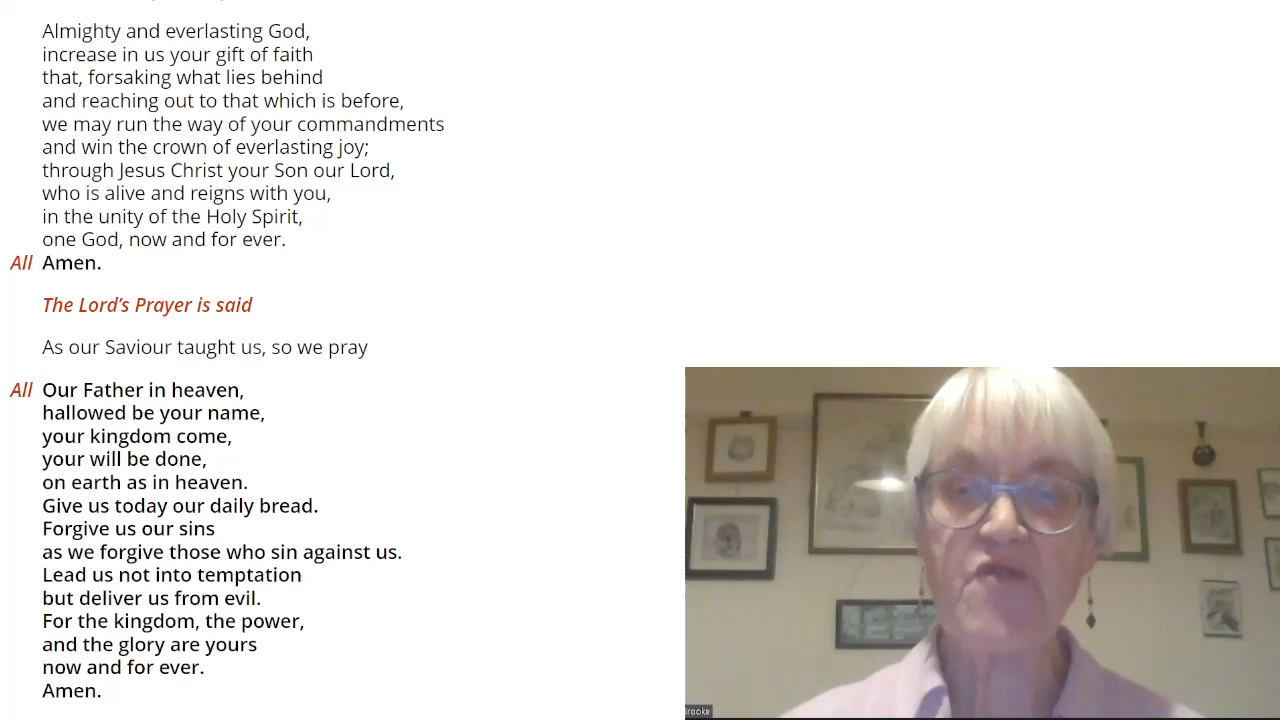 Almighty and everlasting God,
increase in us your gift of faith
that, forsaking what lies behind
and reaching out to that which is before,
we may run the way of your commandments
and win the crown of everlasting joy;
through Jesus Christ your Son our Lord,
who is alive and reigns with you,
in the unity of the Holy Spirit,
one God, now and for ever.
All Amen.
The Lord’s Prayer is said
As our Saviour taught us, so we pray
All Our Father in heaven,
hallowed be your name,
your kingdom come,
your will be done,
on earth as in heaven.
Give us today our daily bread.
Forgive us our sins
as we forgive those who sin against us.
Lead us not into temptation
but deliver us from evil.
For the kingdom, the power,
and the glory are yours
now and for ever.
Amen.